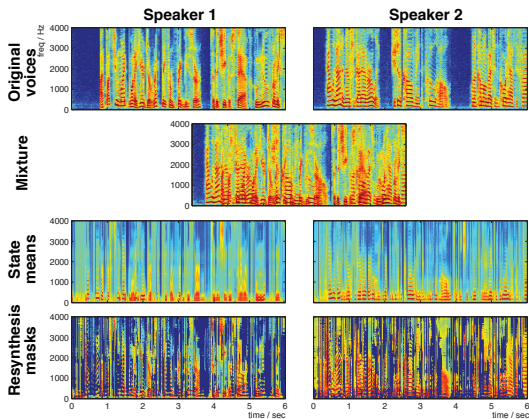 Speaker 1 Speaker 2
Original voices
freq / Hz
4000
3000
2000
1000
0
Mixture
4000
3000
2000
1000
0
State means
4000
3000
2000
1000
0
Resynthesis masks
4000
3000
2000
1000
0
0 1 2 3 4 5 6
time / sec
0 1 2 3 4 5 6
time / sec